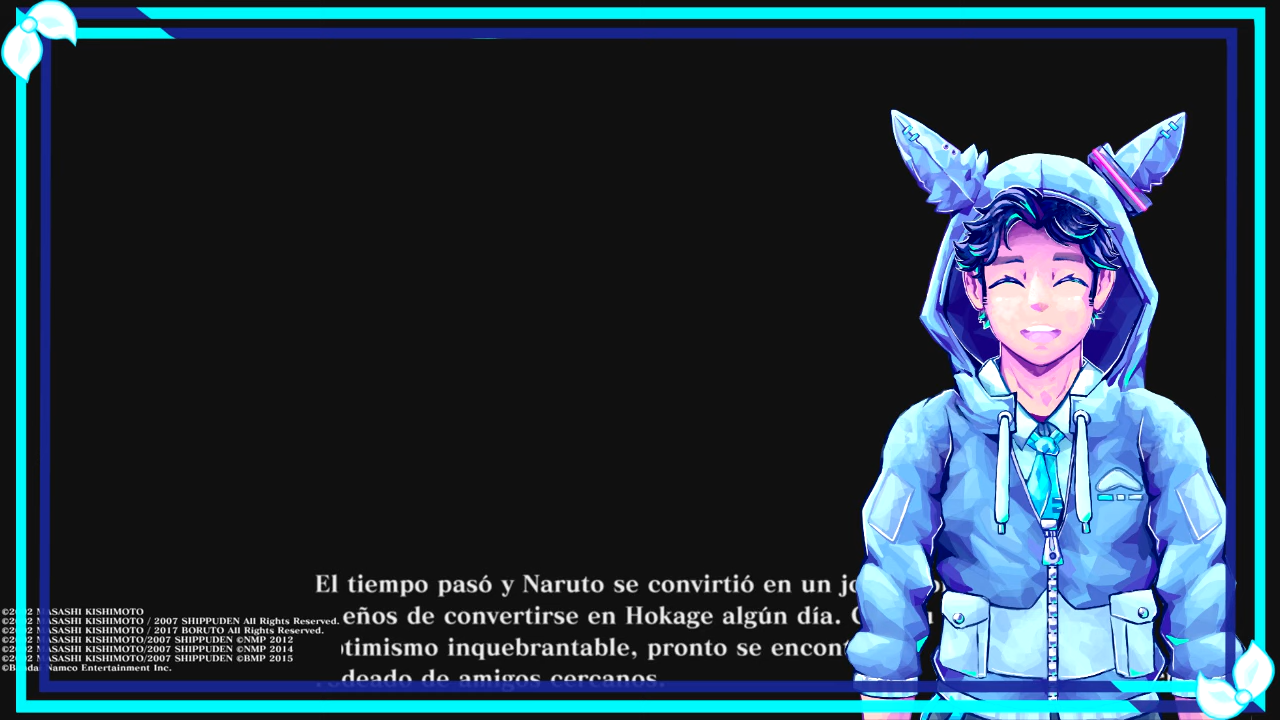 El tiempo pasó y Naruto se convirtió en un
eños de convertirse en Hokage algún día.
timismo inquebrantable, pronto se encon
deado de amigos cercanos.
©2002 MASASHI KISHIMOTO
©2002 MASASHI KISHIMOTO / 2007 SHIPPUDEN All Rights Reserved.
©2002 MASASHI KISHIMOTO / 2017 BORUTO All Rights Reserved.
©2002 MASASHI KISHIMOTO/2007 SHIPPUDEN ©NMP 2012
©2002 MASASHI KISHIMOTO/2007 SHIPPUDEN ©NMP 2014
©2002 MASASHI KISHIMOTO/2007 SHIPPUDEN ©BMP 2015
©Bandai Namco Entertainment Inc.
E